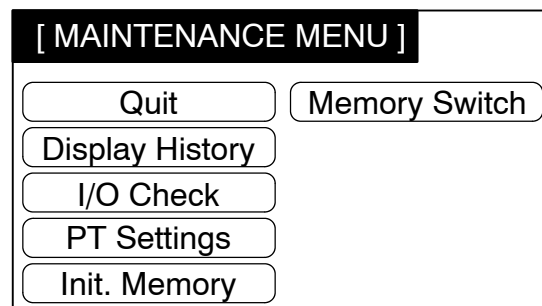 [ MAINTENANCE MENU ]
Quit
Memory Switch
Display History
I/O Check
PT Settings
Init. Memory